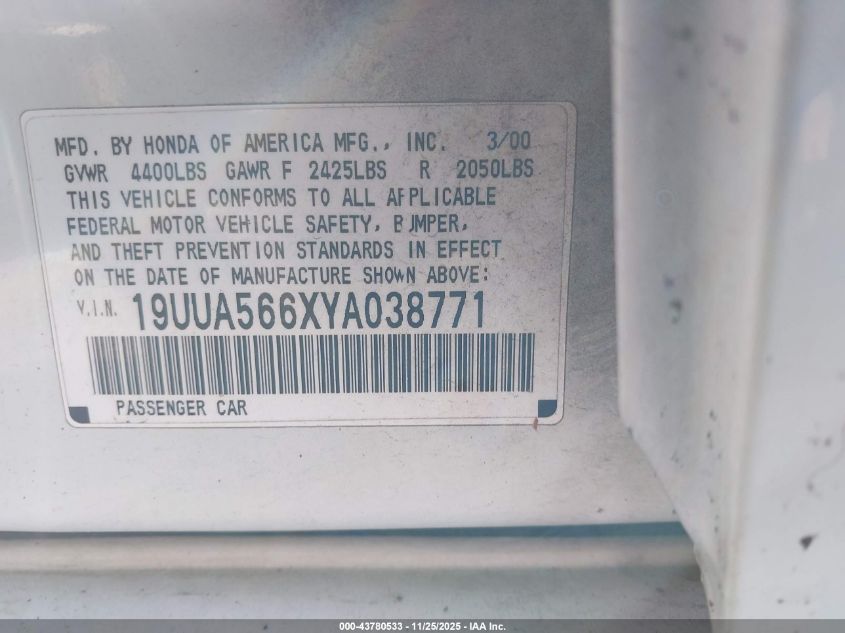 MFD. BY HONDA OF AMERICA MFG., INC. 3/00
GVWR 4400LBS GAWR F 2425LBS R 2050LBS
THIS VEHICLE CONFORMS TO ALL APPLICABLE
FEDERAL MOTOR VEHICLE SAFETY, BUMPER,
AND THEFT PREVENTION STANDARDS IN EFFECT
ON THE DATE OF MANUFACTURE SHOWN ABOVE:
V.I.N. 19UUA566XYA038771
PASSENGER CAR
000-43780533 - 11/25/2025 - IAA Inc.